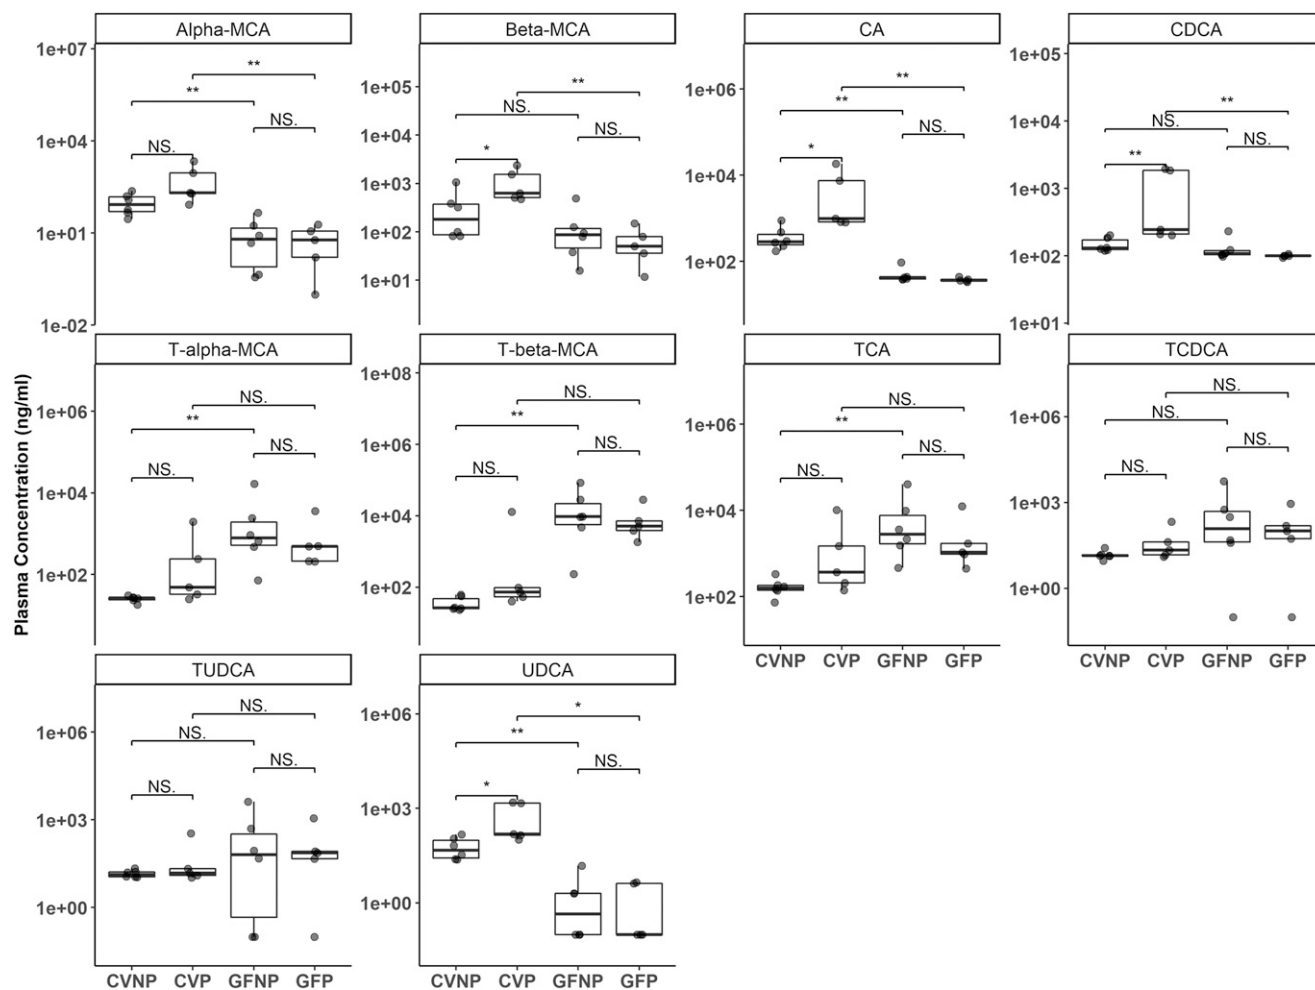 Alpha-MCA
Beta-MCA
CA
CDCA
1e+07
1e+04
1e+01
1e-02
**
**
NS.
NS.
1e+05
1e+04
1e+03
1e+02
1e+01
**
NS.
NS.
*
1e+06
1e+04
1e+02
**
**
NS.
*
1e+05
1e+04
1e+03
1e+02
1e+01
**
NS.
NS.
**
T-alpha-MCA
T-beta-MCA
TCA
TCDCA
Plasma Concentration (ng/ml)
1e+06
1e+04
1e+02
NS.
**
NS.
NS.
1e+08
1e+06
1e+04
1e+02
NS.
**
NS.
NS.
1e+06
1e+04
1e+02
NS.
**
NS.
NS.
CVNP CVP GFNP GFP
1e+06
1e+03
1e+00
NS.
NS.
NS.
NS.
CVNP CVP GFNP GFP
TUDCA
UDCA
1e+06
1e+03
1e+00
NS.
NS.
NS.
NS.
CVNP CVP GFNP GFP
1e+06
1e+03
1e+00
*
**
NS.
*
CVNP CVP GFNP GFP